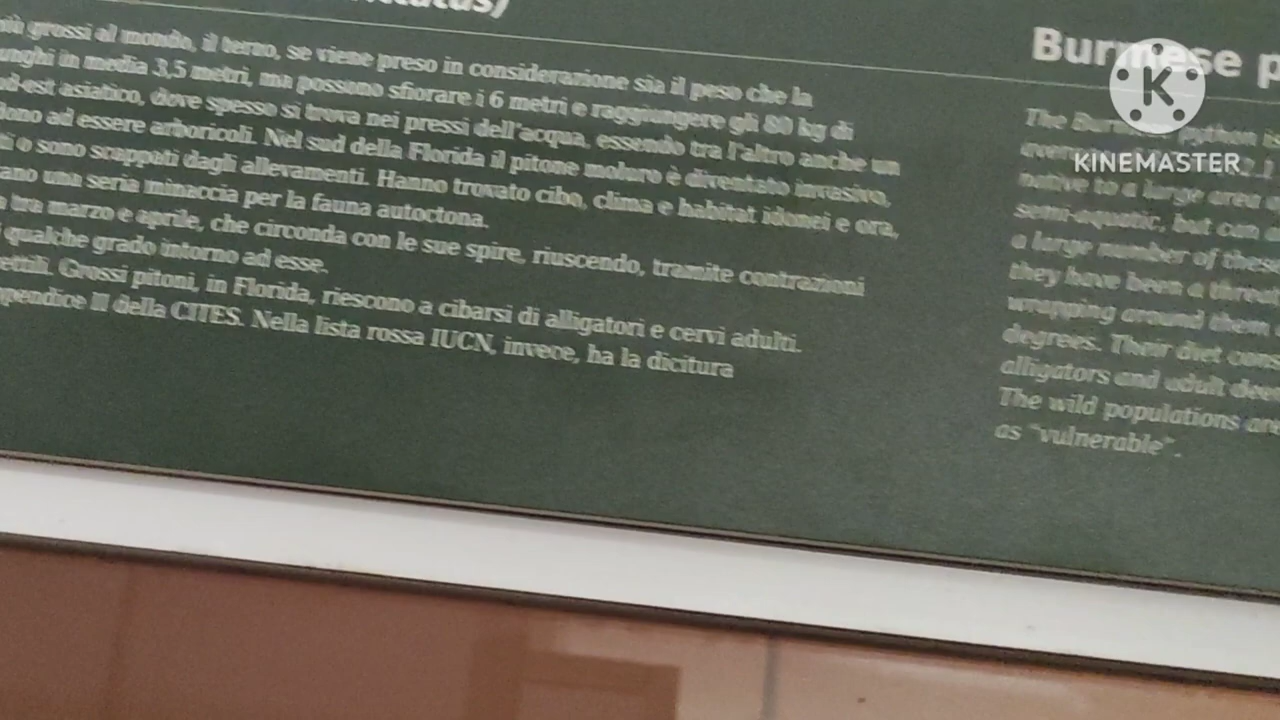 più grossi al mondo, il terzo, se viene preso in considerazione sia il peso che la
unghi in media 3,5 metri, ma possono sfiorare i 6 metri e raggiungere gli 80 kg di
d-est asiatico, dove spesso si trova nei pressi dell'acqua, essendo tra l'altro anche un
dono ad essere arboricoli. Nel sud della Florida il pitone moluro è diventato invasivo,
i o sono scappati dagli allevamenti. Hanno trovato cibo, clima e habitat idonei e ora,
ano una seria minaccia per la fauna autoctona.
tra marzo e aprile, che circonda con le sue spire, riuscendo, tramite contrazioni
qualche grado intorno ad esse.
ettili. Grossi pitoni, in Florida, riescono a cibarsi di alligatori e cervi adulti.
ppendice II della CITES. Nella lista rossa IUCN, invece, ha la dicitura
Burmese p
The Burmese python is
native to a large area
semi-aquatic, but can
a large number of these
they have been a threat
wrapping around them
degrees. Their diet cons
alligators and adult deer
The wild populations are
as "vulnerable".
K
KINEMASTER